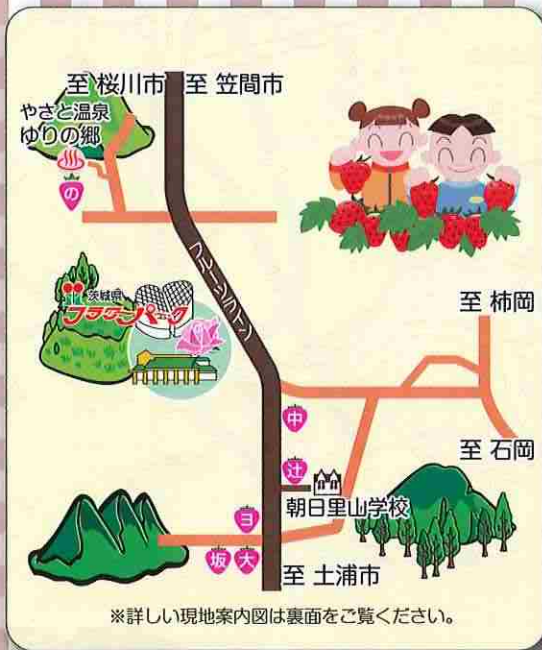 至 桜川市
至 笠間市
やさと温泉
ゆりの郷
の
フルーツライン
茨城県
フラワーパーク
至 柿岡
中
至 石岡
辻
朝日里山学校
ヨ
坂
大
至 土浦市
※詳しい現地案内図は裏面をご覧ください。